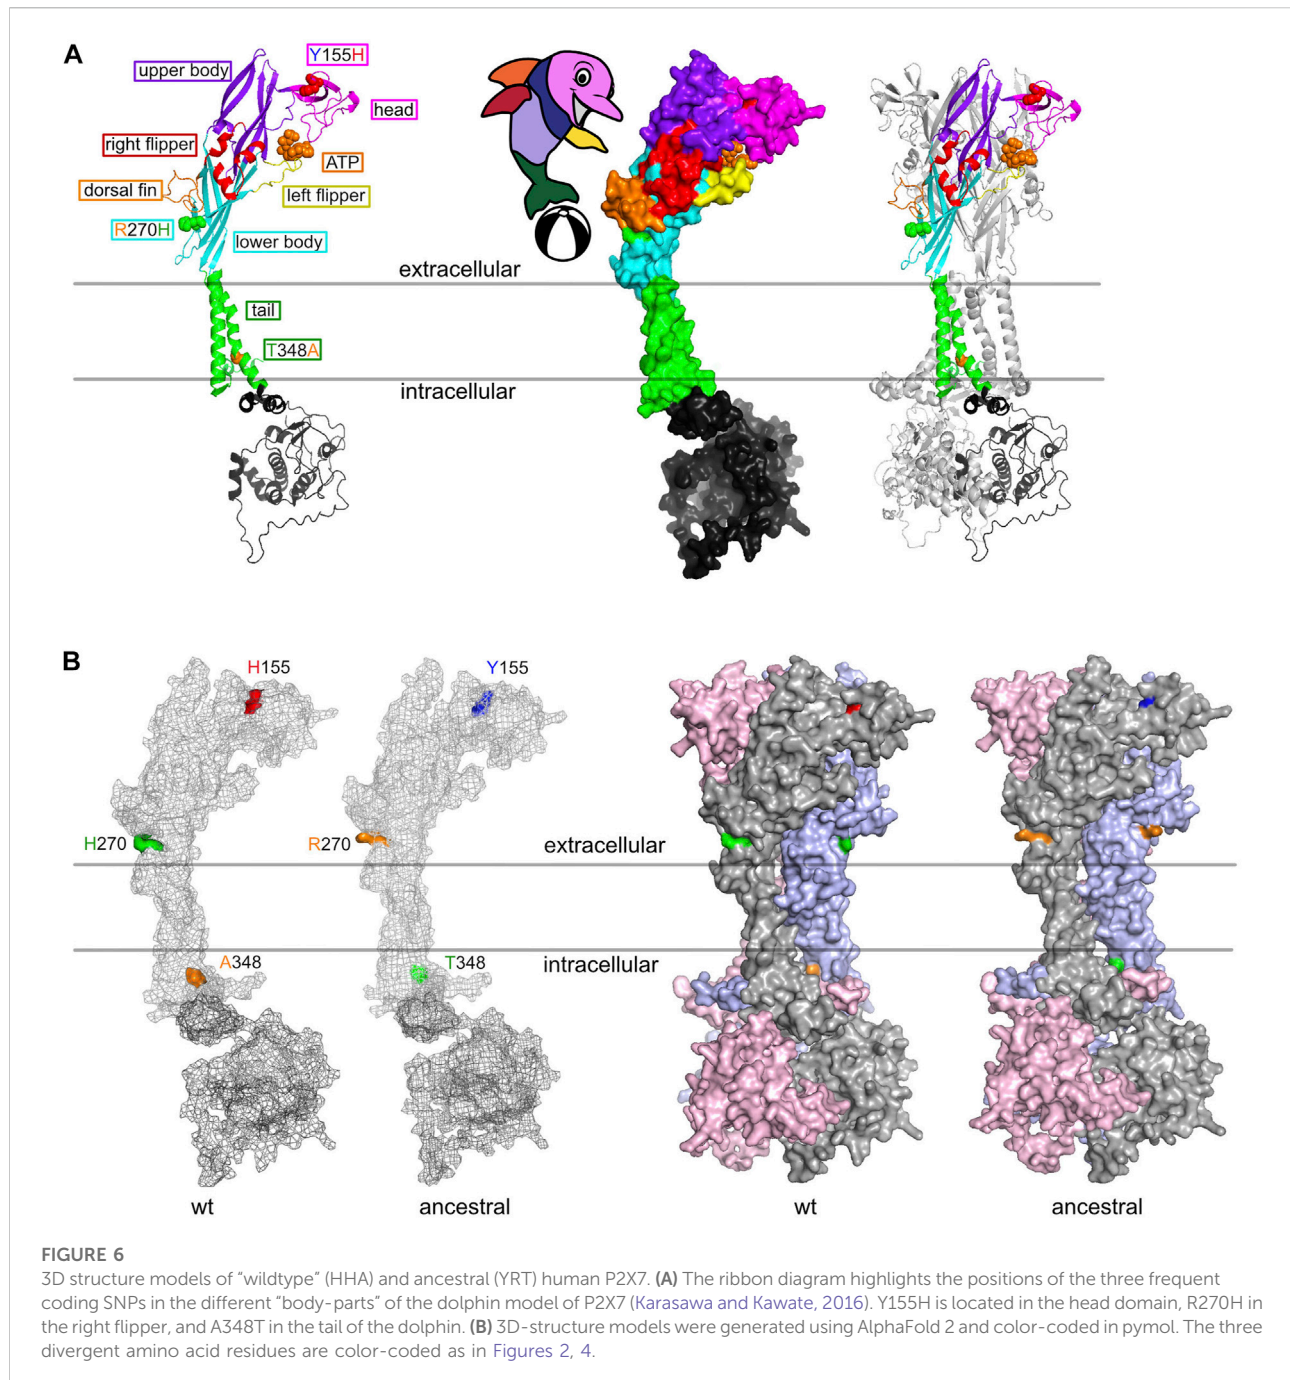 A
Y155H
upper body
head
right flipper
ATP
dorsal fin
left flipper
R270H
lower body
extracellular
tail
T348A
intracellular
B
H155
Y155
H270
R270
extracellular
A348
T348
intracellular
wt
ancestral
wt
ancestral
FIGURE 6
3D structure models of “wildtype” (HHA) and ancestral (YRT) human P2X7. (A) The ribbon diagram highlights the positions of the three frequent
coding SNPs in the different “body-parts” of the dolphin model of P2X7 (Karasawa and Kawate, 2016). Y155H is located in the head domain, R270H in
the right flipper, and A348T in the tail of the dolphin. (B) 3D-structure models were generated using AlphaFold 2 and color-coded in pymol. The three
divergent amino acid residues are color-coded as in Figures 2, 4.